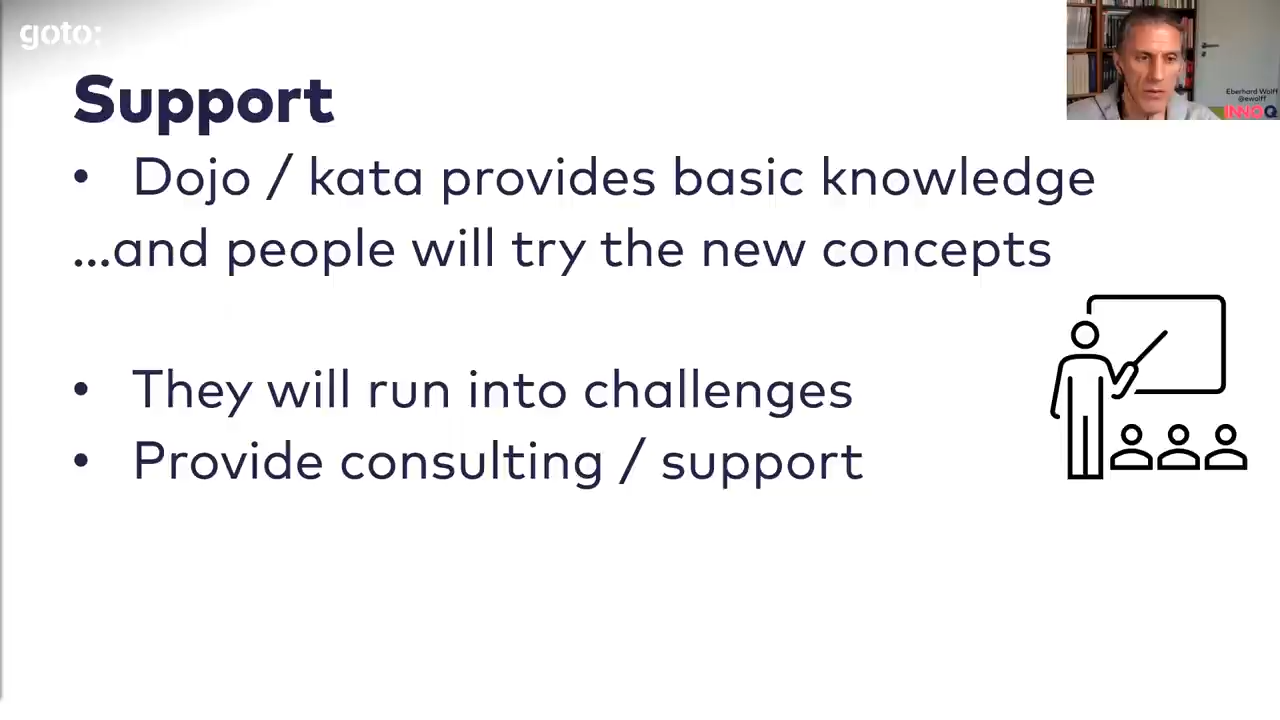 goto:
Eberhard Wolff
@ewolff
INNOQ
Support
• Dojo / kata provides basic knowledge
...and people will try the new concepts
• They will run into challenges
• Provide consulting / support